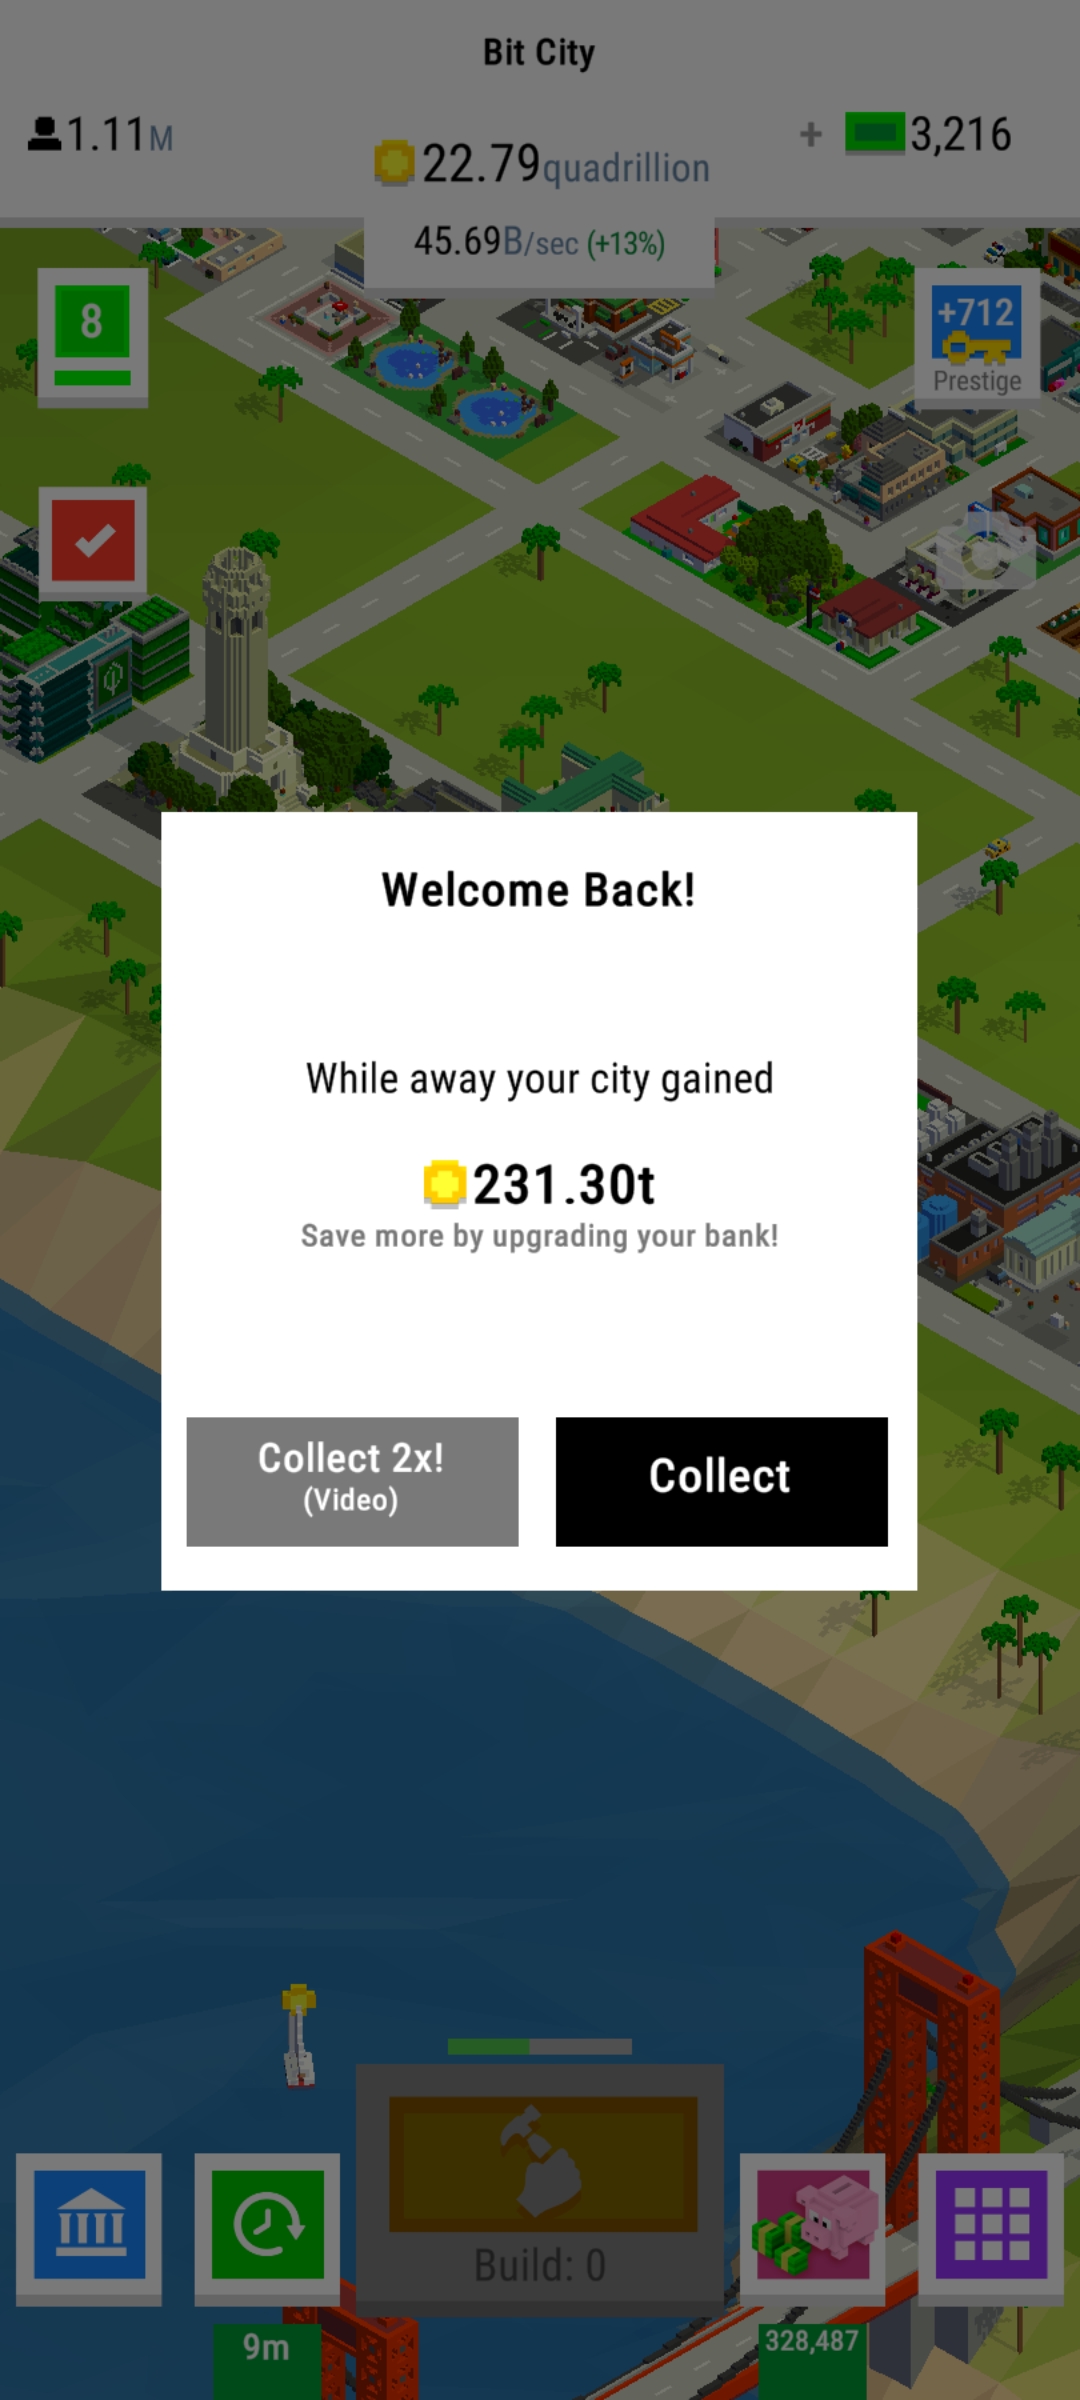 Bit City
1.11M
22.79quadrillion
+ 3,216
45.69B/sec (+13%)
8
+712
Prestige
Welcome Back!
While away your city gained
231.30t
Save more by upgrading your bank!
Collect 2x!
(Video)
Collect
Build: 0
9m
328,487